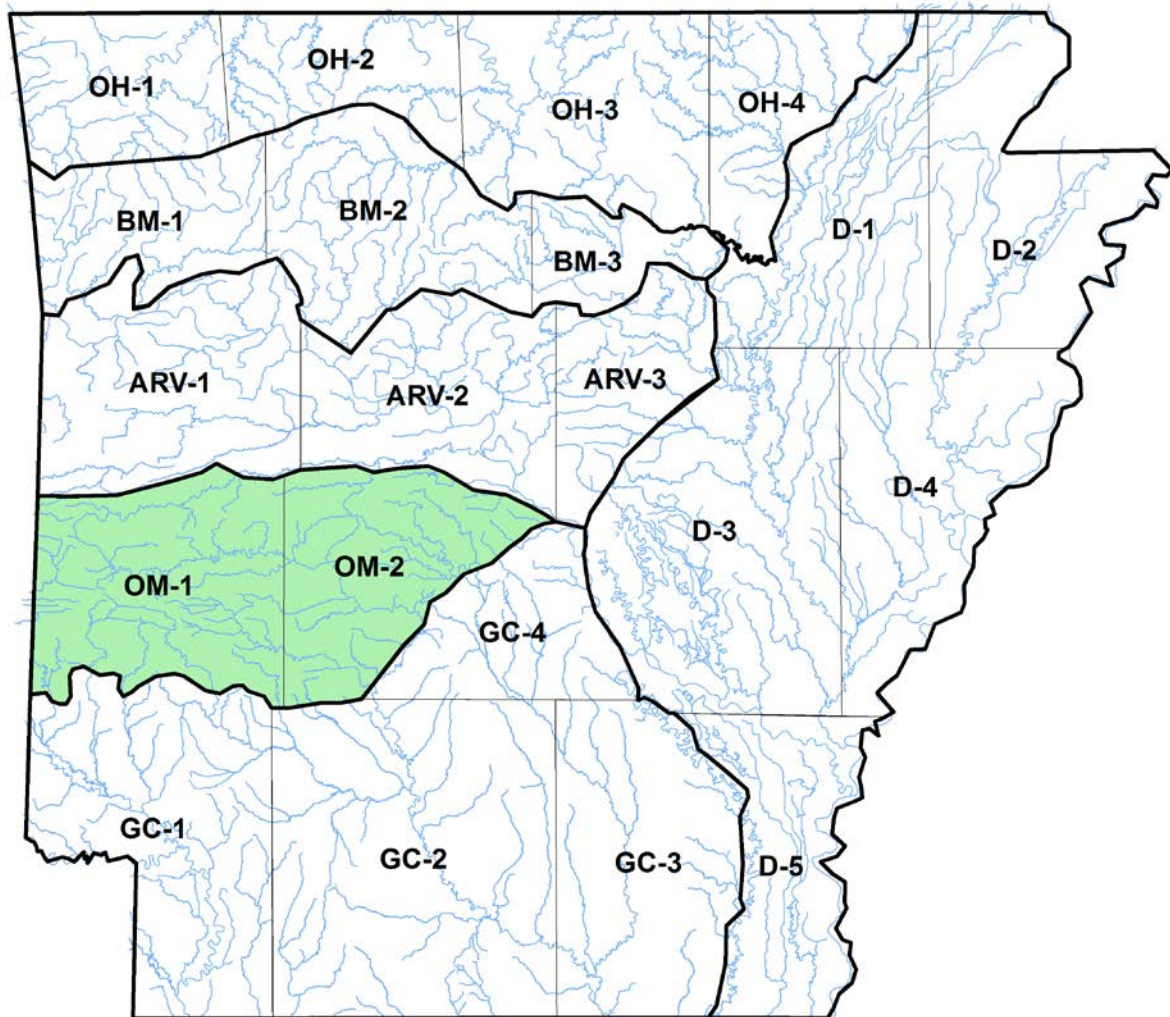 OH-1
OH-2
OH-3
OH-4
BM-1
BM-2
BM-3
D-1
D-2
ARV-1
ARV-2
ARV-3
D-3
D-4
OM-1
OM-2
GC-4
GC-1
GC-2
GC-3
D-5